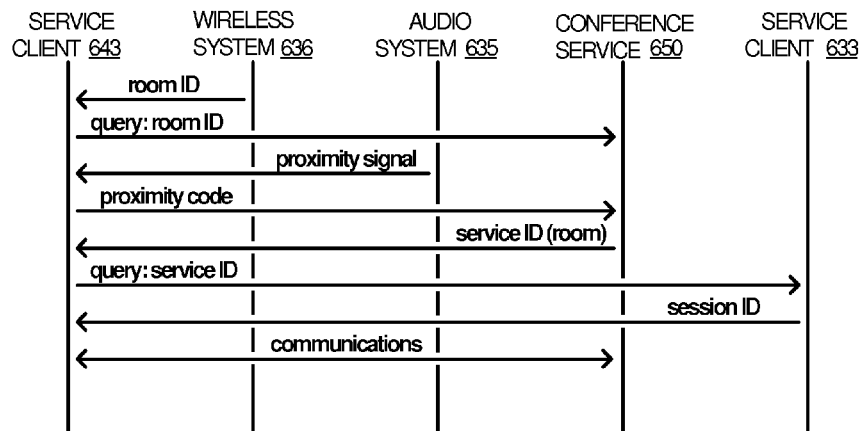 SERVICE CLIENT 643
WIRELESS SYSTEM 636
AUDIO SYSTEM 635
CONFERENCE SERVICE 650
SERVICE CLIENT 633
room ID
query: room ID
proximity signal
proximity code
service ID (room)
query: service ID
session ID
communications